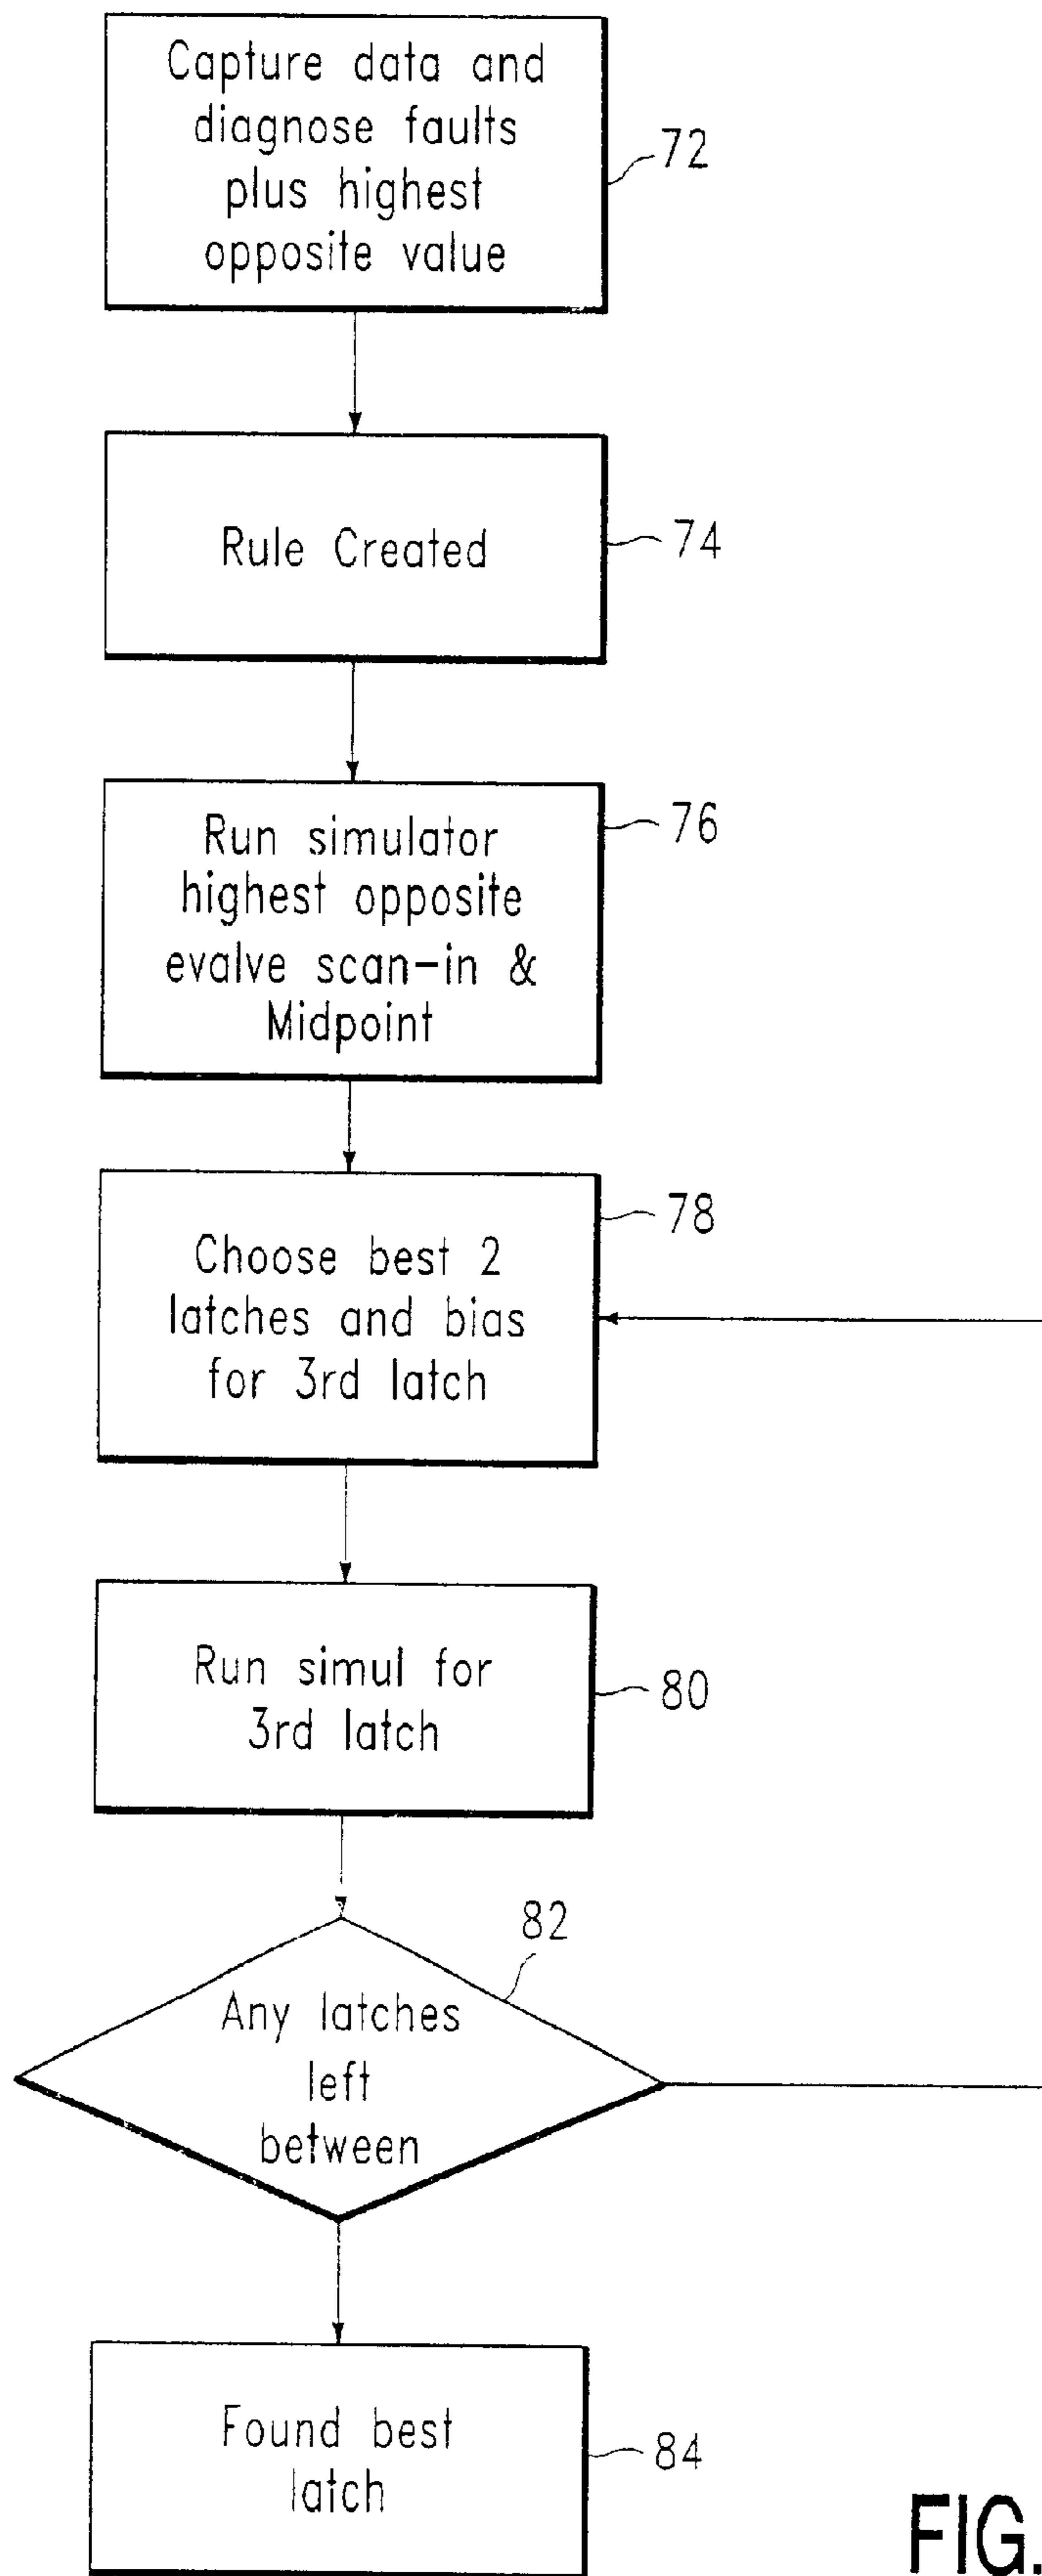 Capture data and
diagnose faults
plus highest
opposite value
72
Rule Created
74
Run simulator
highest opposite
evalve scan-in &
Midpoint
76
Choose best 2
latches and bias
for 3rd latch
78
Run simul for
3rd latch
80
Any latches
left
between
82
Found best
latch
84
FIG.